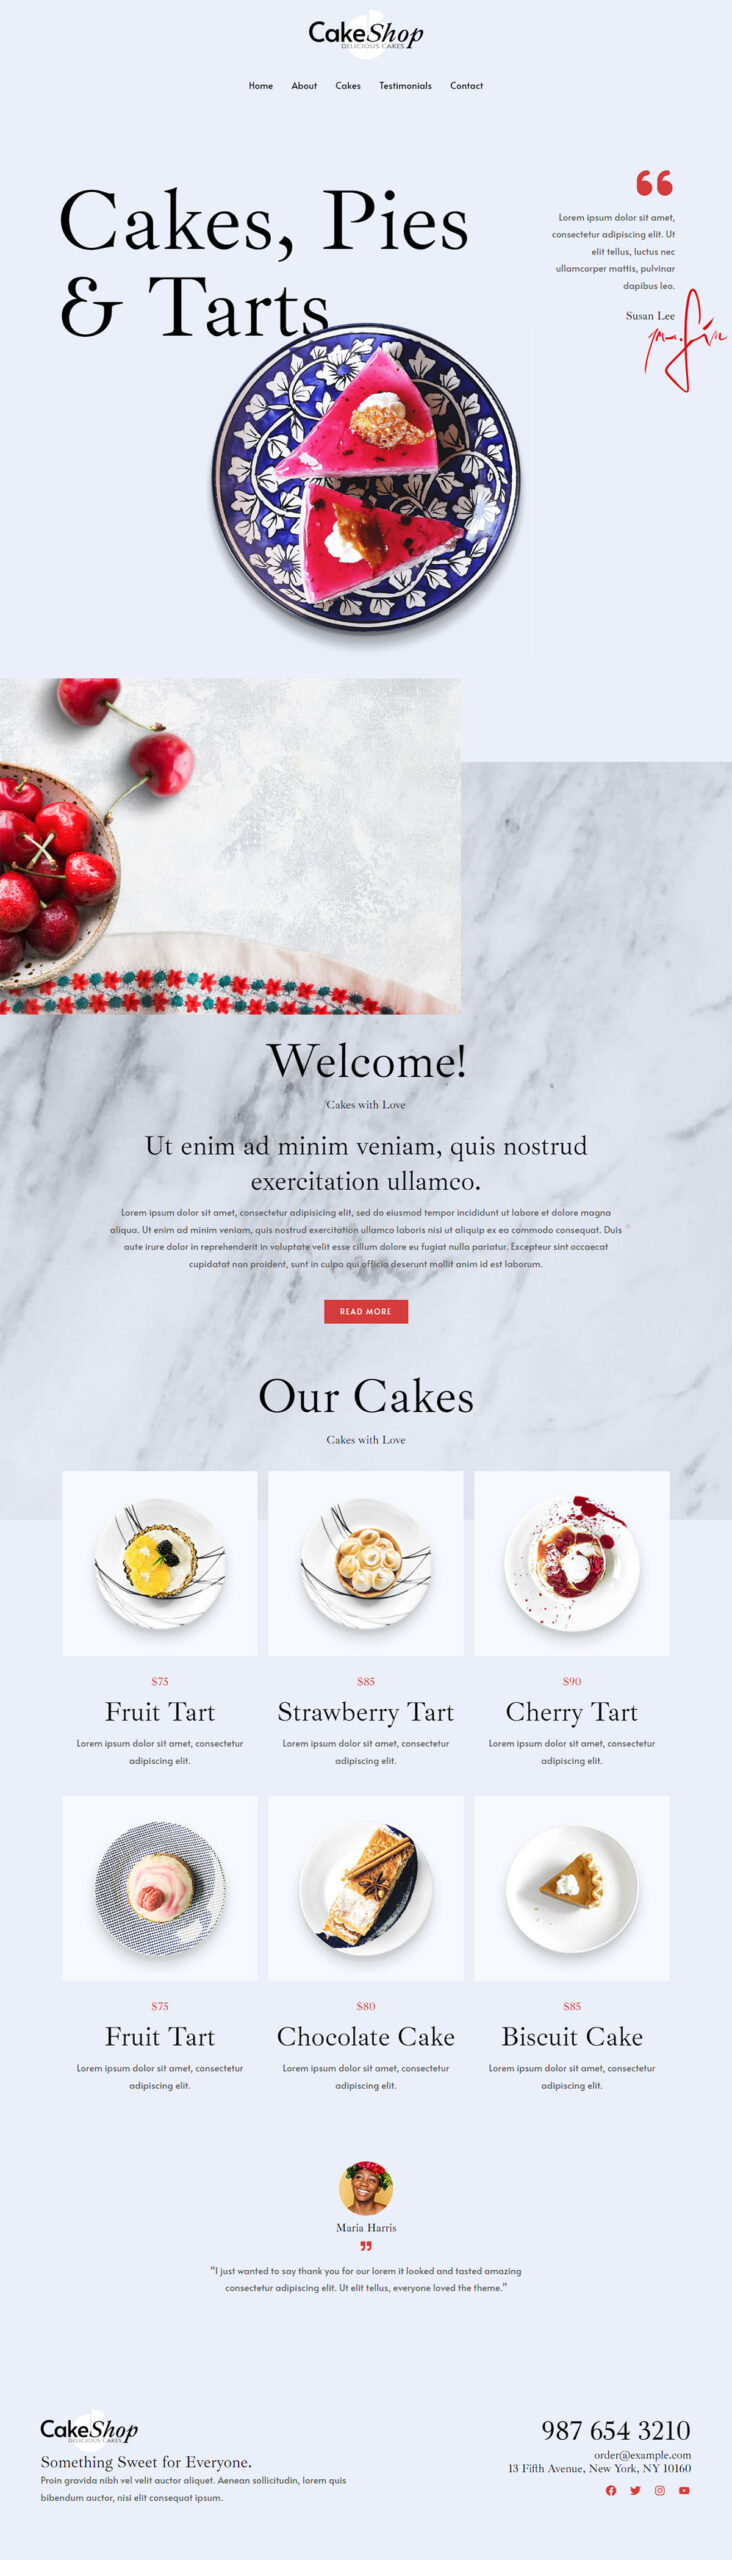 CakeShop
DELICIOUS CAKES
Home About Cakes Testimonials Contact
Cakes, Pies
& Tarts
Lorem ipsum dolor sit amet,
consectetur adipiscing elit. Ut
elit tellus, luctus nec
ullamcorper mattis, pulvinar
dapibus leo.
Susan Lee
Welcome!
Cakes with Love
Ut enim ad minim veniam, quis nostrud
exercitation ullamco.
Lorem ipsum dolor sit amet, consectetur adipisicing elit, sed do eiusmod tempor incididunt ut labore et dolore magna
aliqua. Ut enim ad minim veniam, quis nostrud exercitation ullamco laboris nisi ut aliquip ex ea commodo consequat. Duis
aute irure dolor in reprehenderit in voluptate velit esse cillum dolore eu fugiat nulla pariatur. Excepteur sint occaecat
cupidatat non proident, sunt in culpa qui officia deserunt mollit anim id est laborum.
READ MORE
Our Cakes
Cakes with Love
$75
Fruit Tart
Lorem ipsum dolor sit amet, consectetur
adipiscing elit.
$85
Strawberry Tart
Lorem ipsum dolor sit amet, consectetur
adipiscing elit.
$90
Cherry Tart
Lorem ipsum dolor sit amet, consectetur
adipiscing elit.
$75
Fruit Tart
Lorem ipsum dolor sit amet, consectetur
adipiscing elit.
$80
Chocolate Cake
Lorem ipsum dolor sit amet, consectetur
adipiscing elit.
$85
Biscuit Cake
Lorem ipsum dolor sit amet, consectetur
adipiscing elit.
Maria Harris
“I just wanted to say thank you for our lorem it looked and tasted amazing
consectetur adipiscing elit. Ut elit tellus, everyone loved the theme.”
CakeShop
DELICIOUS CAKES
Something Sweet for Everyone.
Proin gravida nibh vel velit auctor aliquet. Aenean sollicitudin, lorem quis
bibendum auctor, nisi elit consequat ipsum.
987 654 3210
order@example.com
13 Fifth Avenue, New York, NY 10160